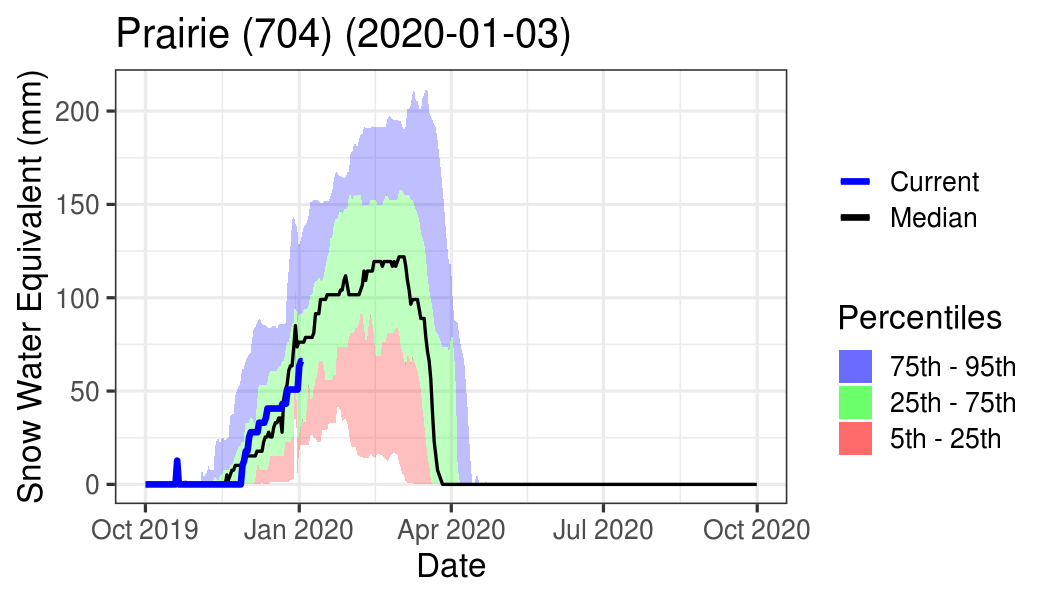 Prairie (704) (2020-01-03)
Snow Water Equivalent (mm)
200
150
100
50
0
Oct 2019
Jan 2020
Apr 2020
Jul 2020
Oct 2020
Date
Current
Median
Percentiles
75th - 95th
25th - 75th
5th - 25th